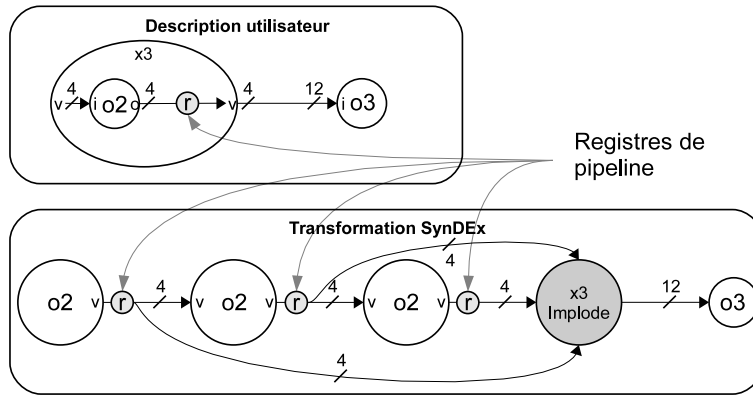 Description utilisateur
x3
v 4 i o2 o 4 r v 4 12 i o3
Registres de
pipeline
Transformation SynDEx
4
o2 v r 4 v o2 v r 4 v o2 v r 4 x3 12 o3
Implode
4